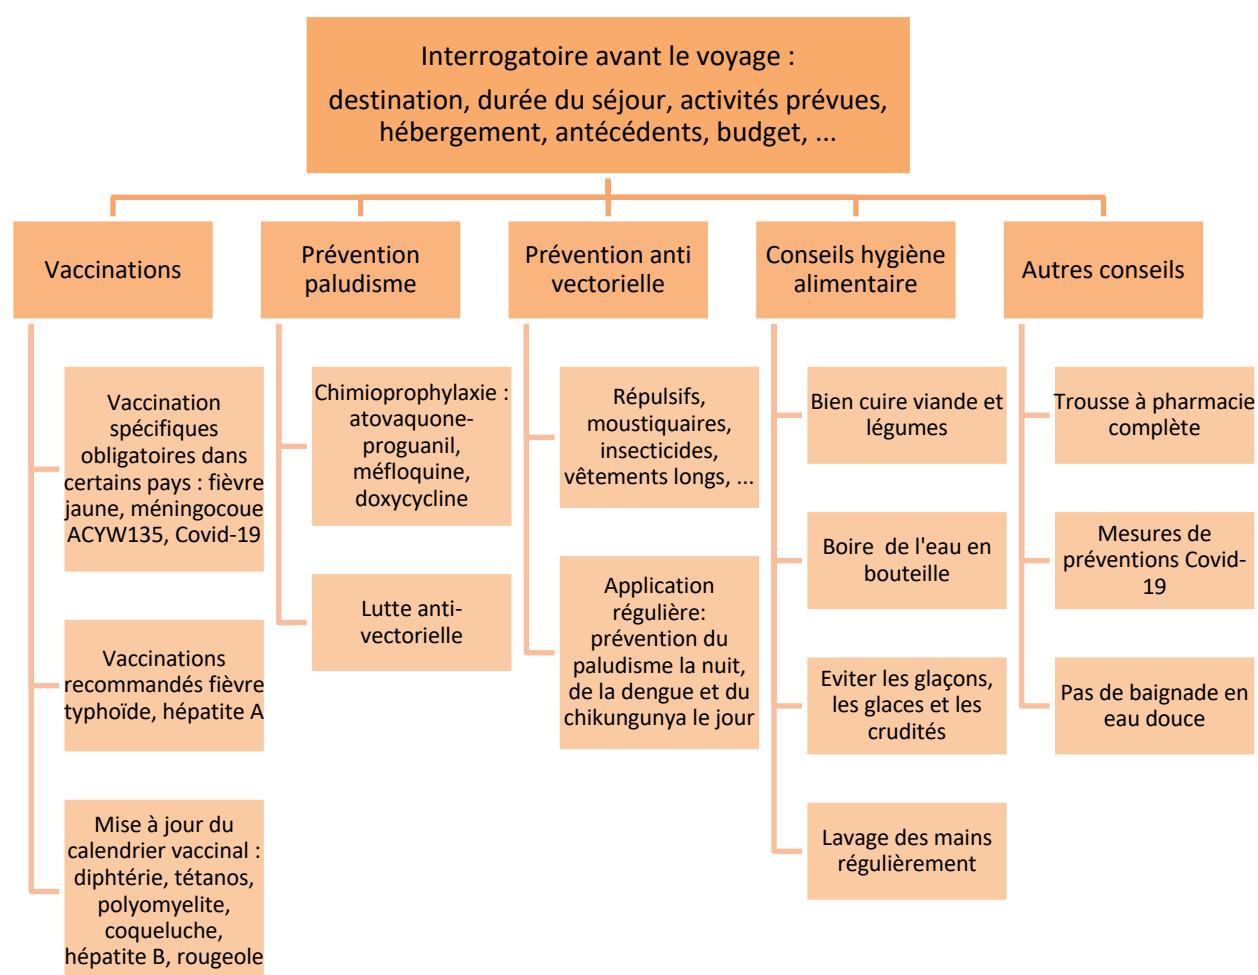 Interrogatoire avant le voyage :
destination, durée du séjour, activités prévues,
hébergement, antécédents, budget, ...
Vaccinations
Vaccination
spécifiques
obligatoires dans
certains pays : fièvre
jaune, méningocoue
ACYW135, Covid-19
Vaccinations
recommandés fièvre
typhoïde, hépatite A
Mise à jour du
calendrier vaccinal :
diphtérie, tétanos,
polyomyelite,
coqueluche,
hépatite B, rougeole
Prévention
paludisme
Chimioprophylaxie :
atovaquone-
proguanil,
méfloquine,
doxycycline
Lutte anti-
vectorielle
Prévention anti
vectorielle
Répulsifs,
moustiquaires,
insecticides,
vêtements longs, ...
Application
régulière:
prévention du
paludisme la nuit,
de la dengue et du
chikungunya le jour
Conseils hygiène
alimentaire
Bien cuire viande et
légumes
Boire  de l'eau en
bouteille
Eviter les glaçons,
les glaces et les
crudités
Lavage des mains
régulièrement
Autres conseils
Trousse à pharmacie
complète
Mesures de
préventions Covid-
19
Pas de baignade en
eau douce